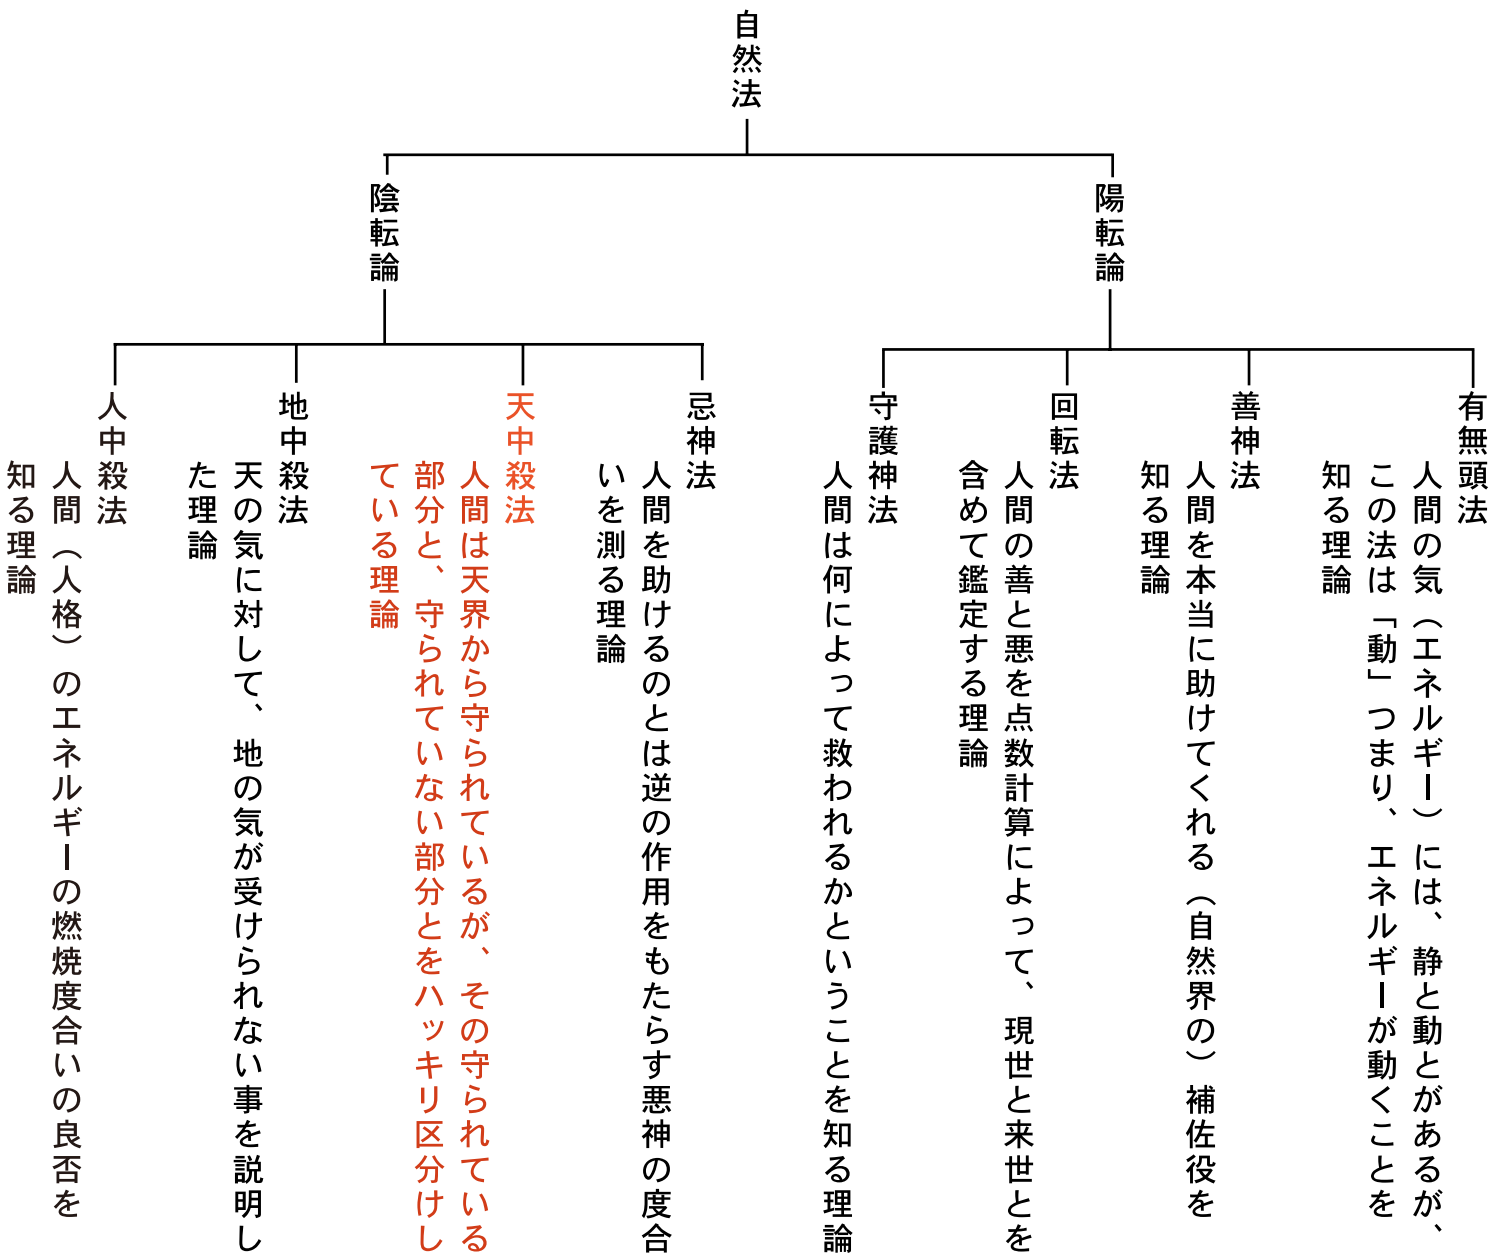 自然法
陽転論
有無頭法
人間の気（エネルギー）には、静と動とがあるが、
この法は「動」つまり、エネルギーが動くことを
知る理論
善神法
人間を本当に助けてくれる（自然界の）補佐役を
知る理論
回転法
人間の善と悪を点数計算によって、現世と来世とを
含めて鑑定する理論
守護神法
人間は何によって救われるかということを知る理論
陰転論
忌神法
人間を助けるのとは逆の作用をもたらす悪神の度合
いを測る理論
天中殺法
人間は天界から守られているが、その守られている
部分と、守られていない部分とをハッキリ区分けし
ている理論
地中殺法
天の気に対して、地の気が受けられない事を説明し
た理論
人中殺法
人間（人格）のエネルギーの燃焼度合いの良否を
知る理論